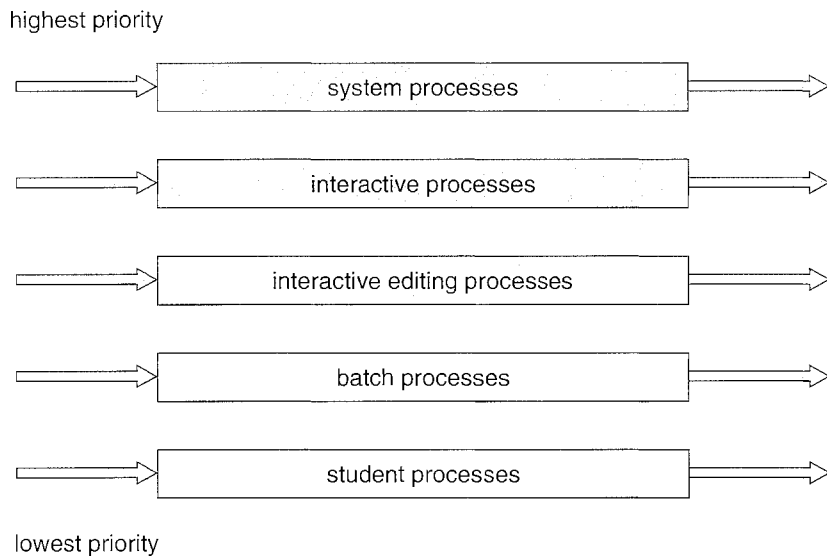 highest priority
system processes
interactive processes
interactive editing processes
batch processes
student processes
lowest priority